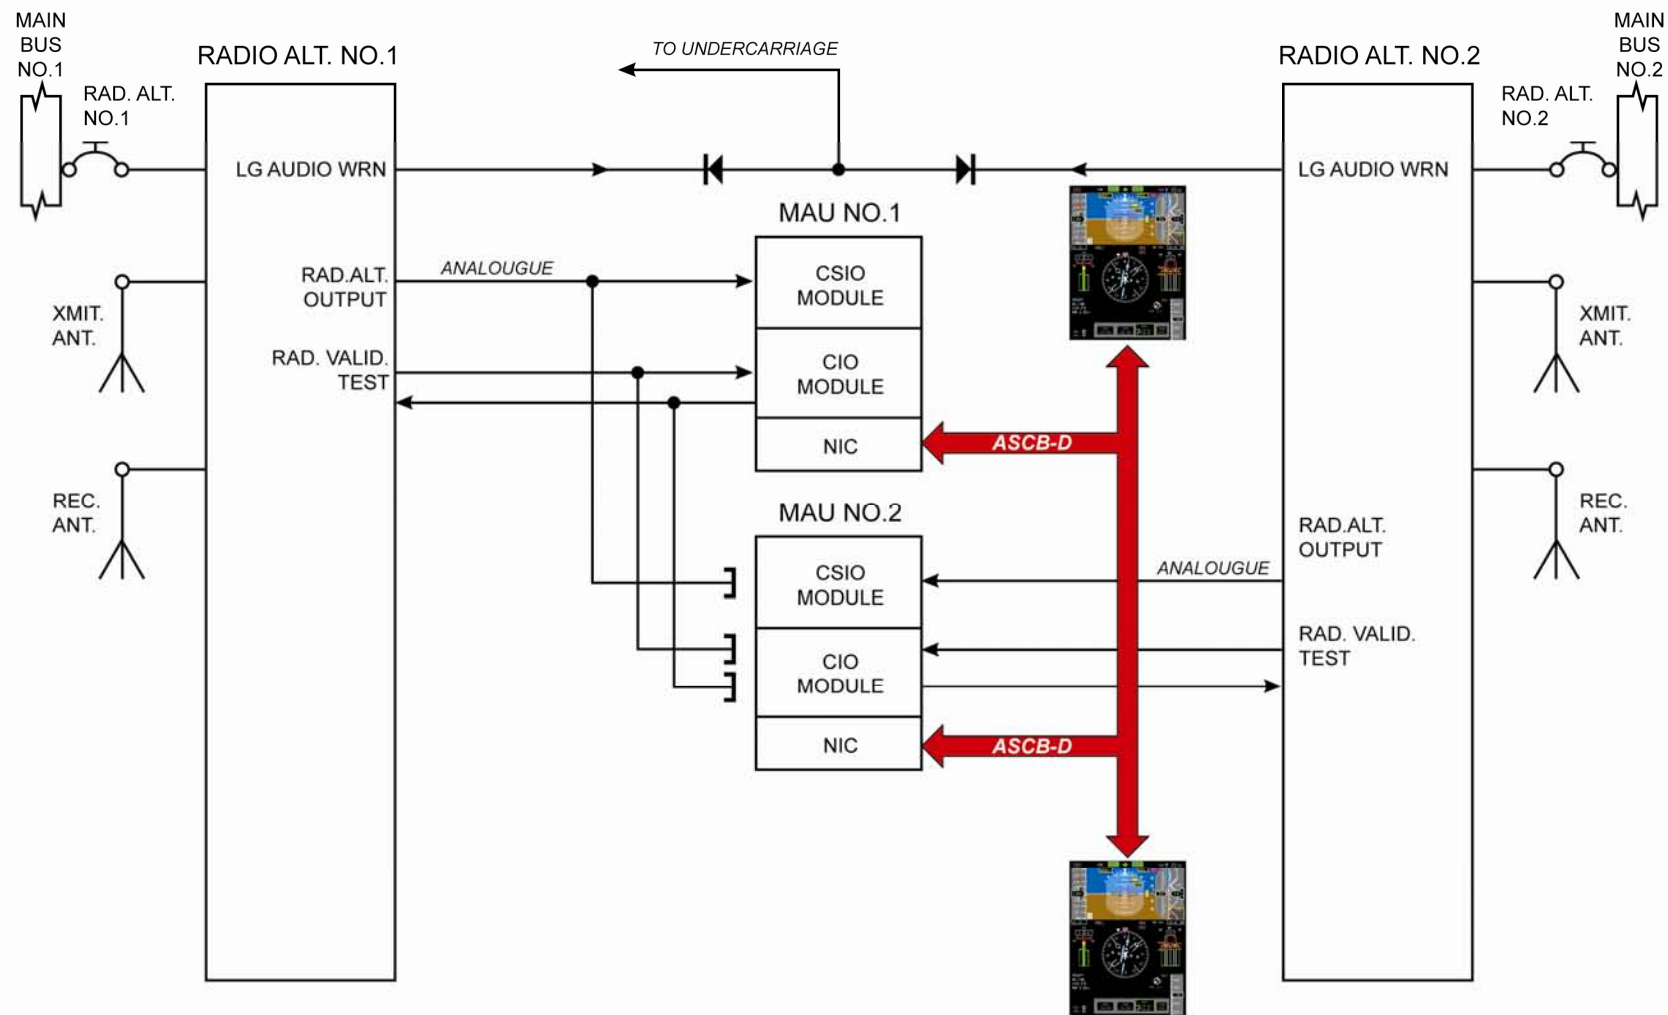 MAIN
BUS
NO.1
RAD. ALT.
NO.1
RADIO ALT. NO.1
TO UNDERCARRIAGE
RADIO ALT. NO.2
MAIN
BUS
NO.2
RAD. ALT.
NO.2
LG AUDIO WRN
LG AUDIO WRN
MAU NO.1
XMIT.
ANT.
RAD.ALT.
OUTPUT
ANALOUGUE
CSIO
MODULE
XMIT.
ANT.
RAD. VALID.
TEST
CIO
MODULE
NIC
ASCB-D
REC.
ANT.
MAU NO.2
REC.
ANT.
CSIO
MODULE
ANALOUGUE
RAD.ALT.
OUTPUT
CIO
MODULE
RAD. VALID.
TEST
NIC
ASCB-D